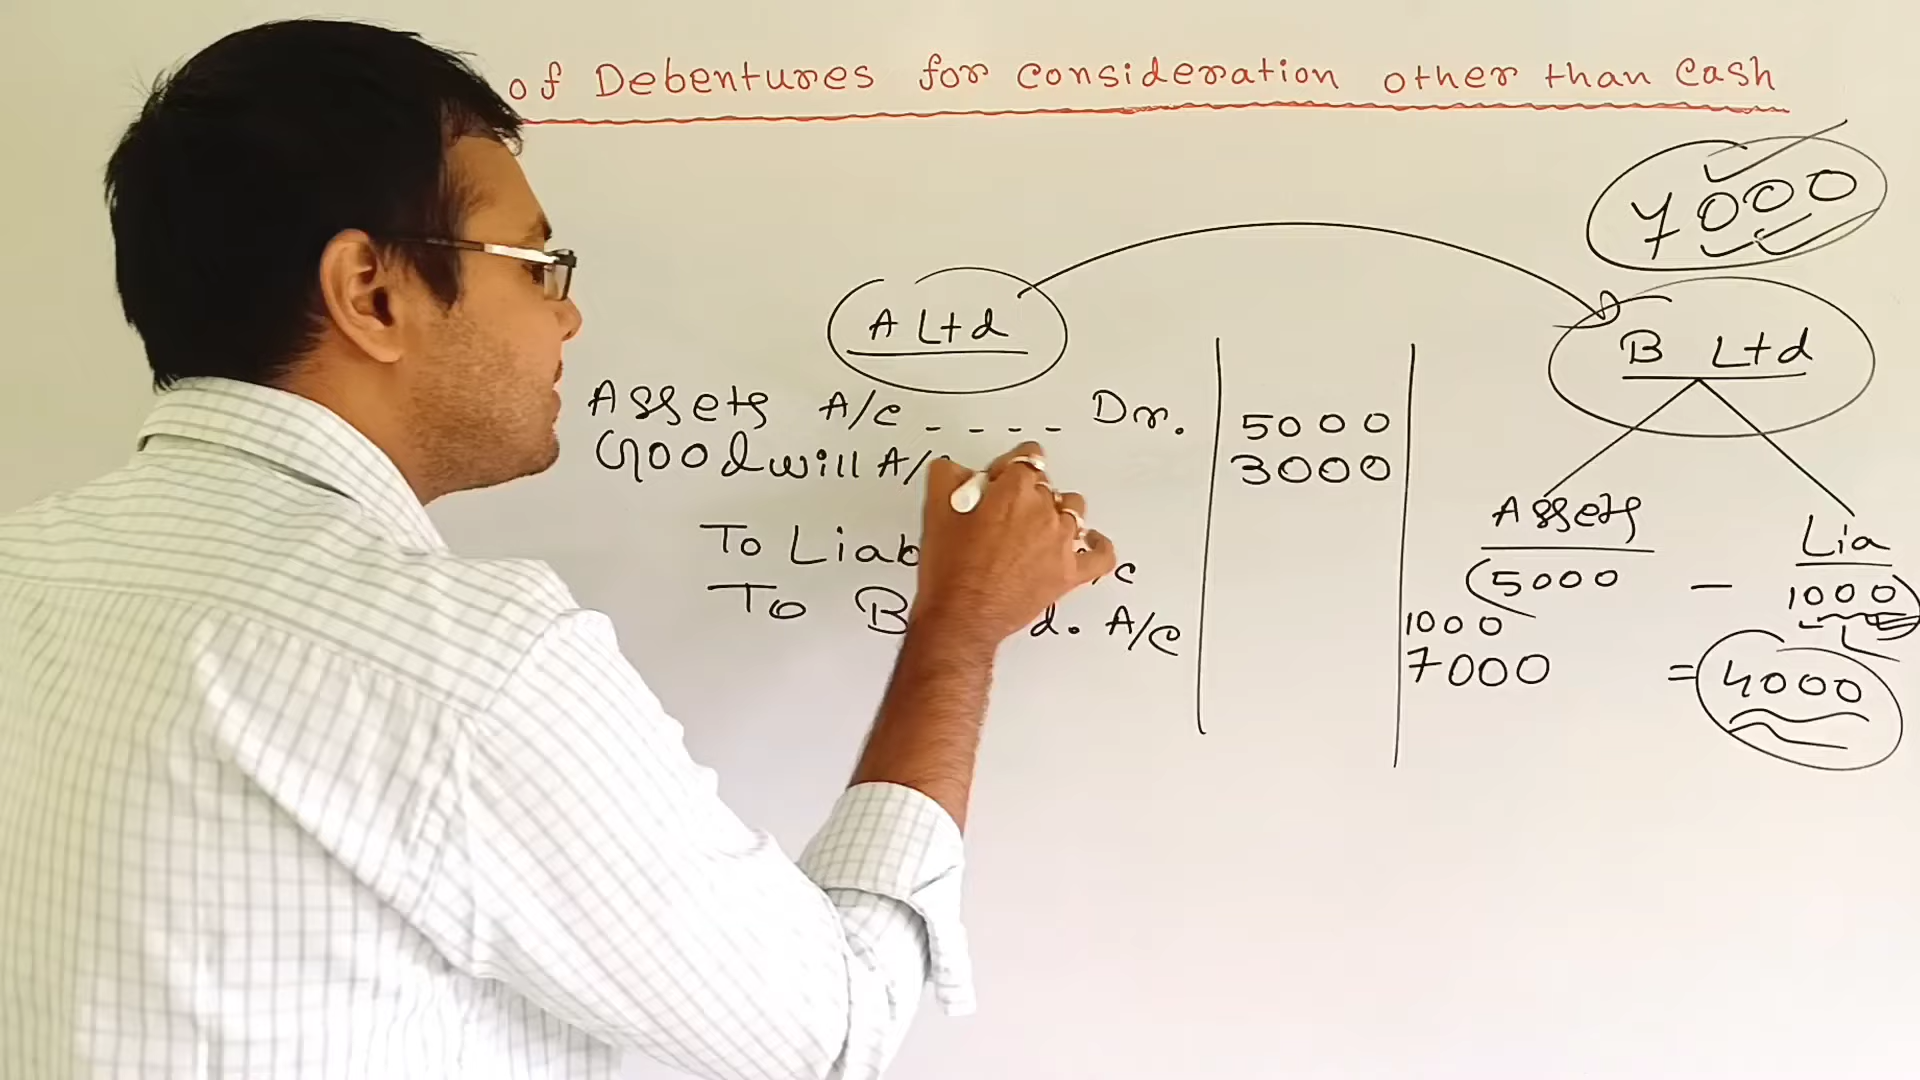 of Debentures for consideration other than Cash
7000
A Ltd
B Ltd
Assets A/c ---- Dr. 5000
Goodwill A/c 3000
To Liab
To B d. A/c
1000
7000
Assets Lia
5000 - 1000
= 4000